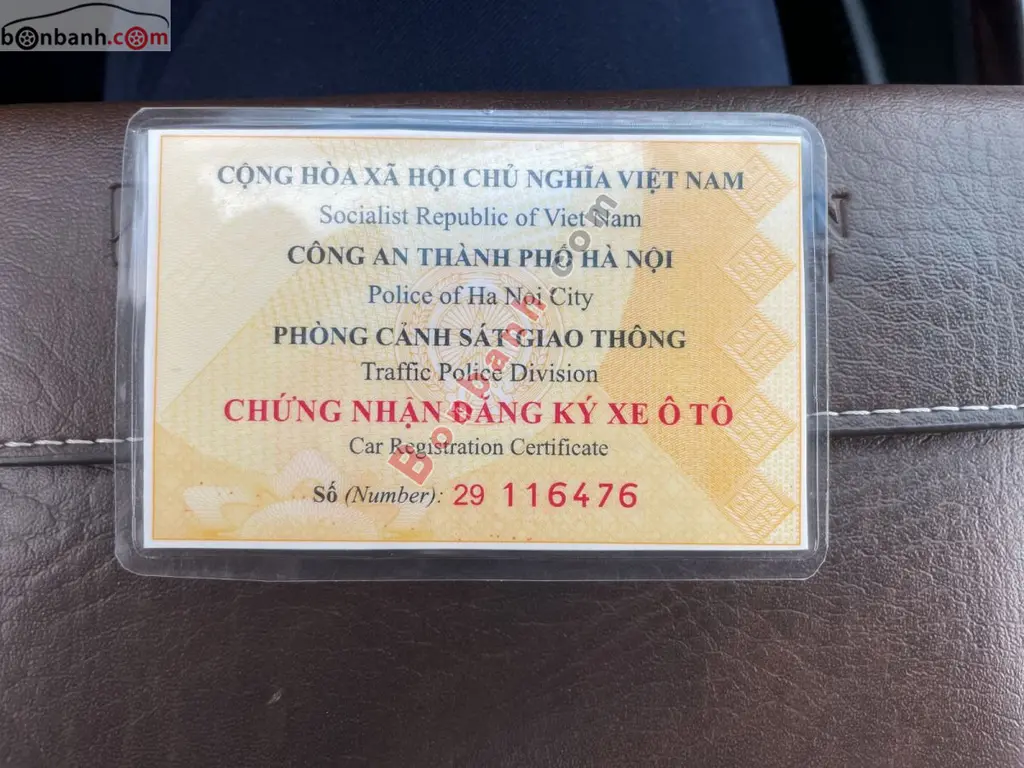 bonbanh.com
CỘNG HÒA XÃ HỘI CHỦ NGHĨA VIỆT NAM
Socialist Republic of Viet Nam
CÔNG AN THÀNH PHỐ HÀ NỘI
Police of Ha Noi City
PHÒNG CẢNH SÁT GIAO THÔNG
Traffic Police Division
CHỨNG NHẬN ĐĂNG KÝ XE Ô TÔ
Car Registration Certificate
Số (Number): 29 116476
Bonbanh.com